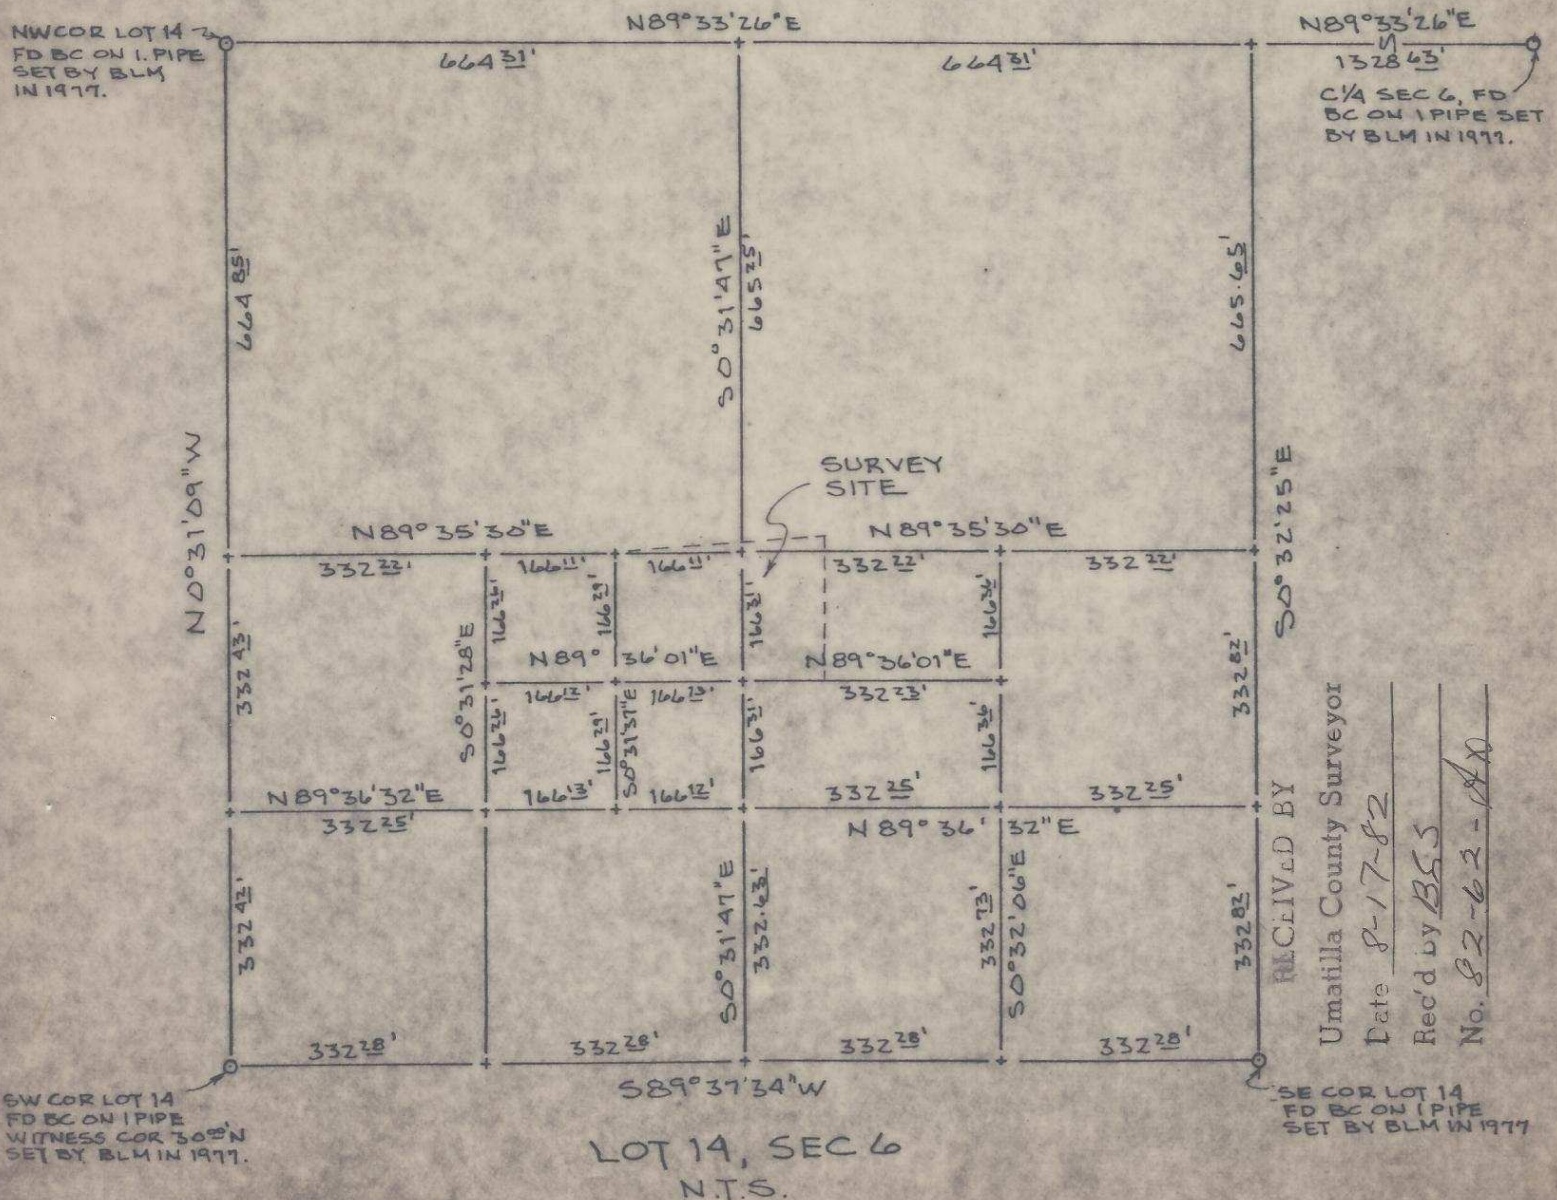 NW COR LOT 14
FD BC ON I. PIPE
SET BY BLM
IN 1977.
N89°33'26"E
664 31'
664 31'
N89°33'26"E
1328 63'
C 1/4 SEC 6, FD
BC ON I PIPE SET
BY BLM IN 1977.
664 85'
S0°31'47"E
665 25'
665.65'
N0°31'09"W
SURVEY
SITE
S0°32'25"E
N89°35'30"E
N89°35'30"E
332 22'
166 11'
166 11'
332 22'
332 22'
332 43'
S0°31'28"E
166 26'
166 29'
166 31'
166 36'
332 82'
N89° 36'01"E
N89°36'01"E
166 12'
166 13'
332 23'
166 26'
166 29'
S0°31'37"E
166 31'
166 36'
N89°36'32"E
332 25'
166 13'
166 12'
332 25'
332 25'
N89°36'32"E
332 42'
S0°31'47"E
332.63'
332 73'
S0°32'06"E
332 82'
332 28'
332 28'
332 28'
332 28'
S89°37'34"W
SW COR LOT 14
FD BC ON I PIPE
WITNESS COR 30 00 N
SET BY BLM IN 1977.
SE COR LOT 14
FD BC ON I PIPE
SET BY BLM IN 1977
LOT 14, SEC 6
N.T.S.
RECEIVED BY
Umatilla County Surveyor
Date 8-17-82
Rec'd by
No. 82-62-